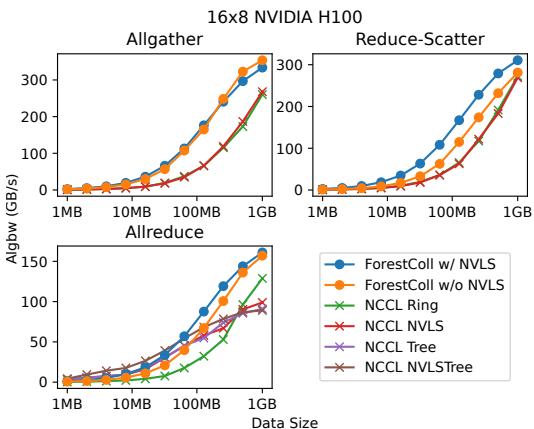 16x8 NVIDIA H100
Allgather
Reduce-Scatter
300
200
100
0
1MB 10MB 100MB 1GB
300
200
100
0
1MB 10MB 100MB 1GB
Algbw (GB/s)
Allreduce
150
100
50
0
1MB 10MB 100MB 1GB
ForestColl w/ NVLS
ForestColl w/o NVLS
NCCL Ring
NCCL NVLS
NCCL Tree
NCCL NVLSTree
Data Size